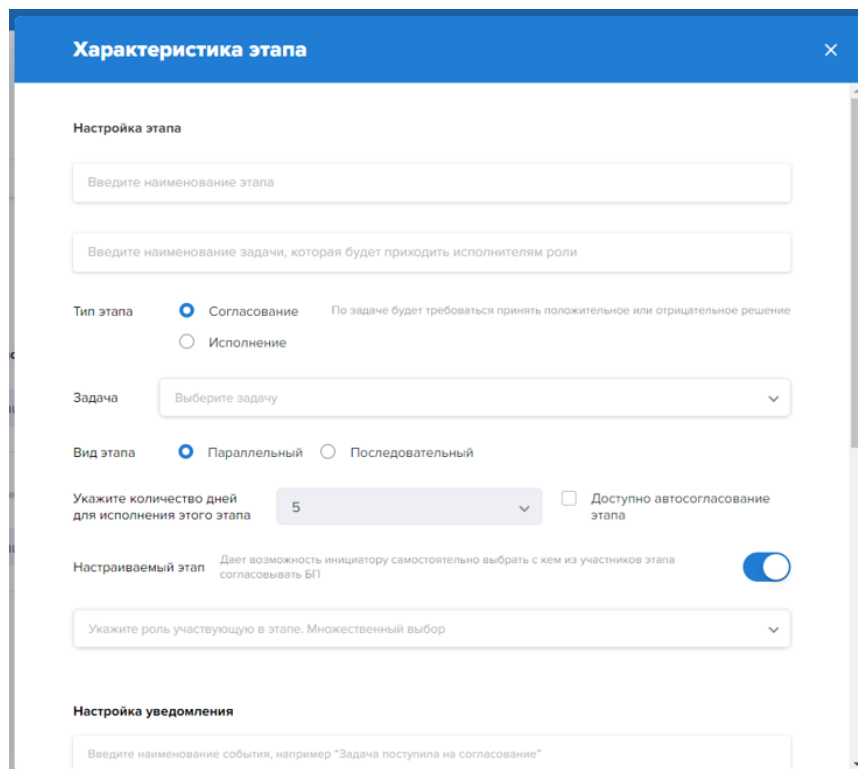 Характеристика этапа
Настройка этапа
Введите наименование этапа
Введите наименование задачи, которая будет приходить исполнителям роли
Тип этапа
Согласование
По задаче будет требоваться принять положительное или отрицательное решение
Исполнение
Задача
Выберите задачу
Вид этапа
Параллельный
Последовательный
Укажите количество дней
для исполнения этого этапа
5
Доступно автосогласование
этапа
Настраиваемый этап
Дает возможность инициатору самостоятельно выбрать с кем из участников этапа
согласовывать БП
Укажите роль участвующую в этапе. Множественный выбор
Настройка уведомления
Введите наименование события, например "Задача поступила на согласование"